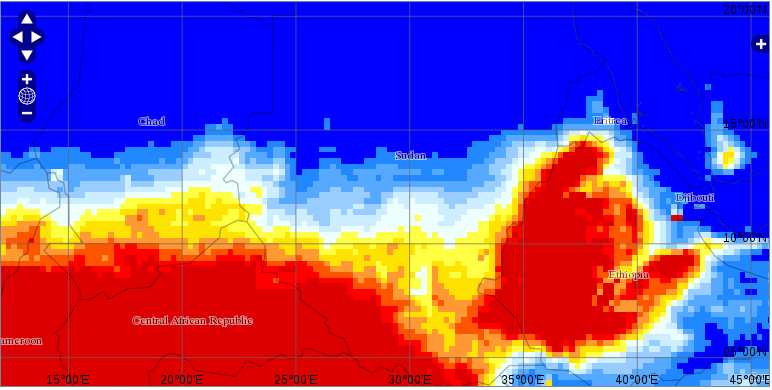 20°00'N
Chad
Eritrea
15°00'N
Sudan
Djibouti
10°00'N
Ethiopia
Central African Republic
ameroon
05°00'N
15°00'E
20°00'E
25°00'E
30°00'E
35°00'E
40°00'E
45°00'E